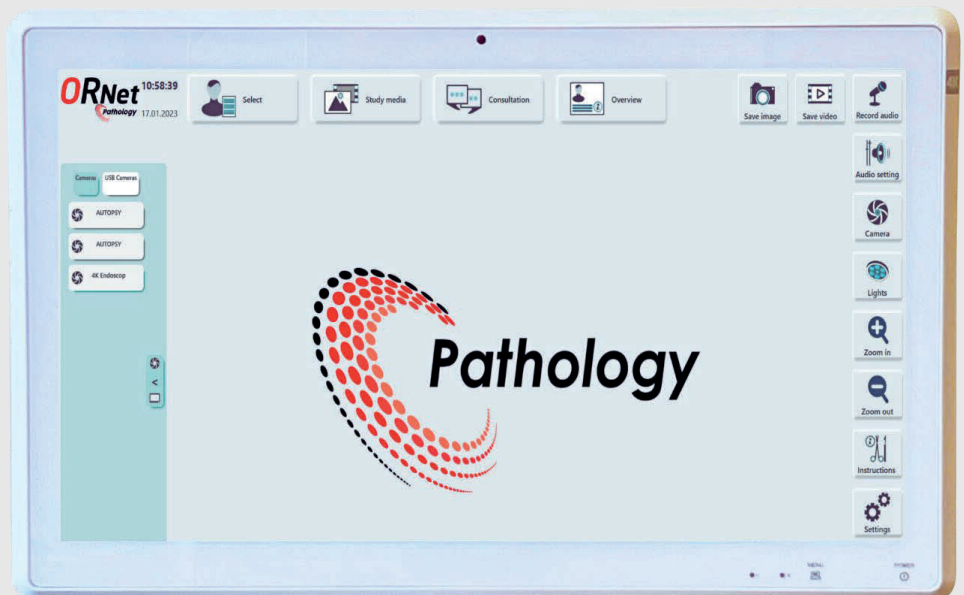 ORNet
Pathology
10:58:39
17.01.2023
Select
Study media
Consultation
Overview
Save image
Save video
Record audio
Cameras
USB Cameras
AUTOPSY
AUTOPSY
4K Endoscop
<
Pathology
Audio setting
Camera
Lights
Zoom in
Zoom out
Instructions
Settings
MENU
POWER
4K